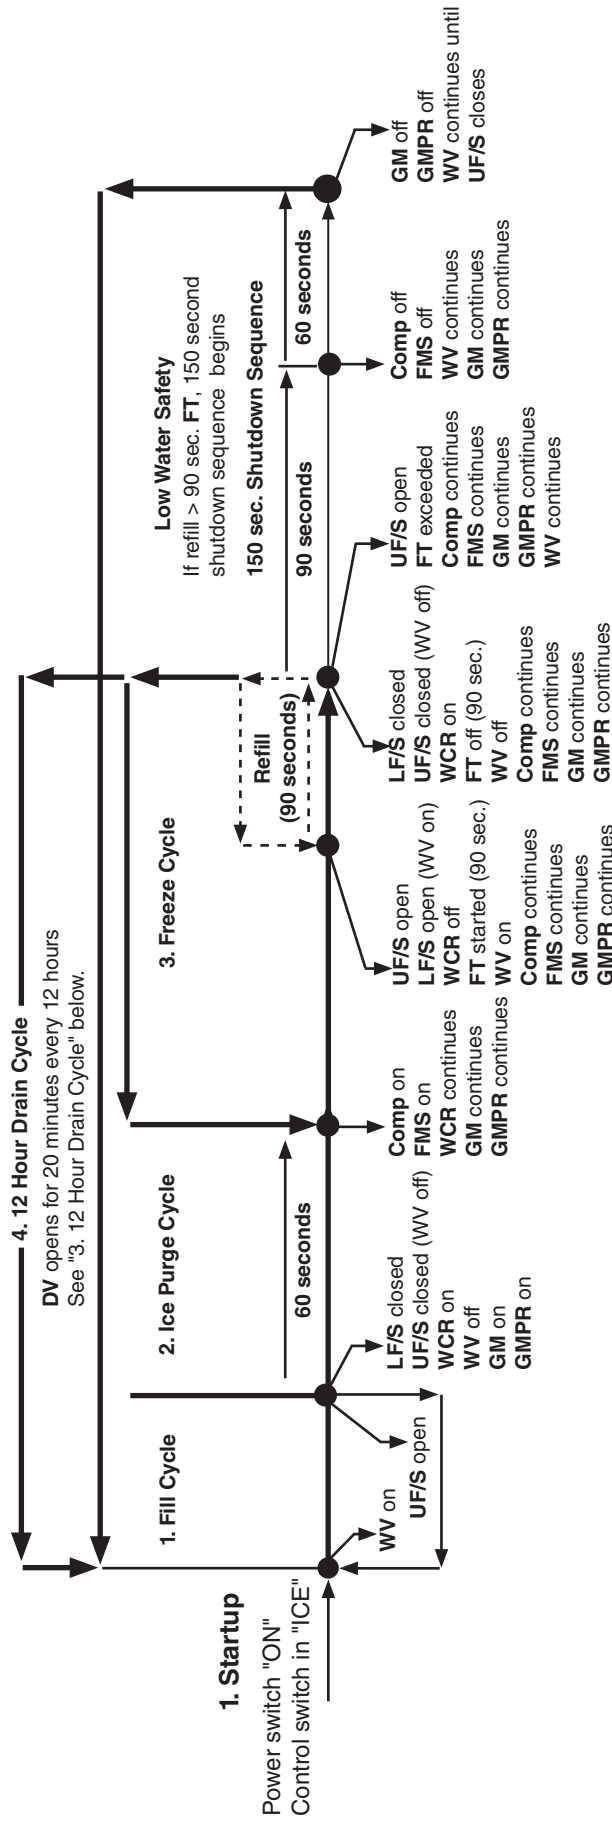 4. 12 Hour Drain Cycle
DV opens for 20 minutes every 12 hours
See "3. 12 Hour Drain Cycle" below.
1. Startup
Power switch "ON"
Control switch in "ICE"
1. Fill Cycle
WV on
UF/S open
2. Ice Purge Cycle
60 seconds
LF/S closed
UF/S closed (WV off)
WCR on
WV off
GM on
GMPR on
3. Freeze Cycle
Comp on
FMS on
WCR continues
GM continues
GMPR continues
Refill
(90 seconds)
UF/S open
LF/S open (WV on)
WCR off
FT started (90 sec.)
WV on
Comp continues
FMS continues
GM continues
GMPR continues
LF/S closed
UF/S closed (WV off)
WCR on
FT off (90 sec.)
WV off
Comp continues
FMS continues
GM continues
GMPR continues
Low Water Safety
If refill > 90 sec. FT, 150 second
shutdown sequence begins
150 sec. Shutdown Sequence
90 seconds
60 seconds
UF/S open
FT exceeded
Comp continues
FMS continues
GM continues
GMPR continues
WV continues
Comp off
FMS off
WV continues
GM continues
GMPR continues
GM off
GMPR off
WV continues until
UF/S closes